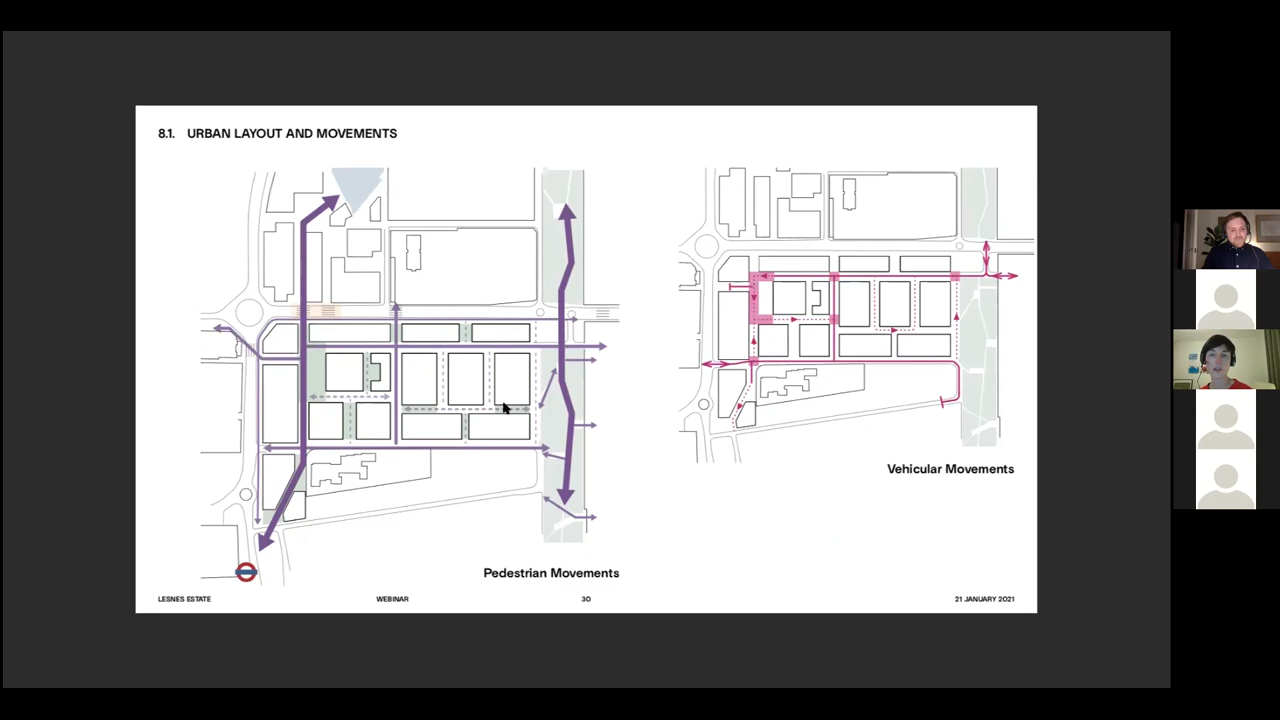 8.1. URBAN LAYOUT AND MOVEMENTS
Vehicular Movements
Pedestrian Movements
LESNES ESTATE WEBINAR 30 21 JANUARY 2021